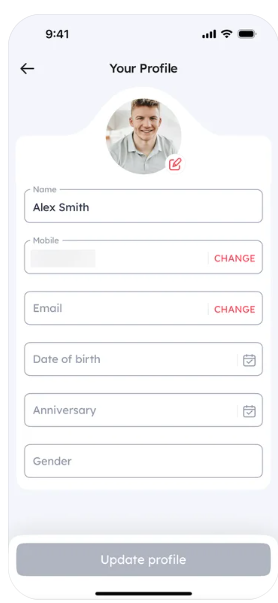 9:41
Your Profile
Name
Alex Smith
Mobile
CHANGE
Email
CHANGE
Date of birth
Anniversary
Gender
Update profile